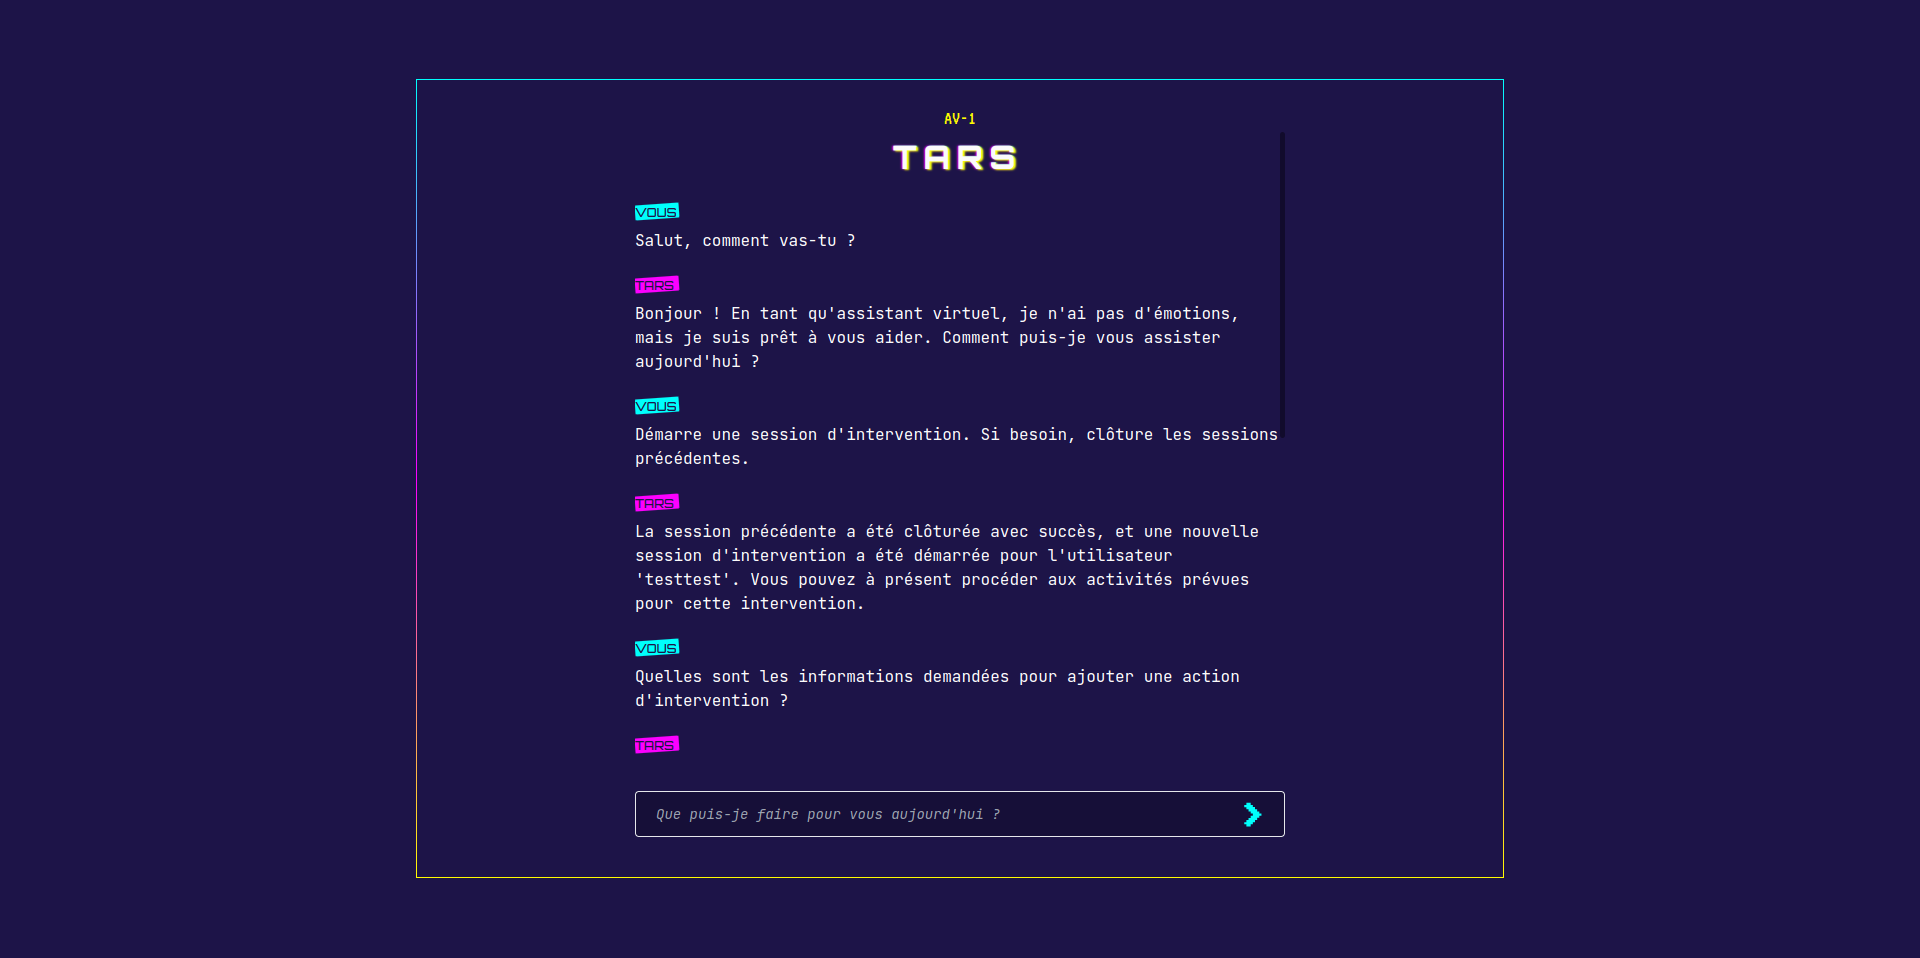 AV-1
TARS
VOUS
Salut, comment vas-tu ?
TARS
Bonjour ! En tant qu'assistant virtuel, je n'ai pas d'émotions,
mais je suis prêt à vous aider. Comment puis-je vous assister
aujourd'hui ?
VOUS
Démarre une session d'intervention. Si besoin, clôture les sessions
précédentes.
TARS
La session précédente a été clôturée avec succès, et une nouvelle
session d'intervention a été démarrée pour l'utilisateur
'testtest'. Vous pouvez à présent procéder aux activités prévues
pour cette intervention.
VOUS
Quelles sont les informations demandées pour ajouter une action
d'intervention ?
TARS
Que puis-je faire pour vous aujourd'hui ?